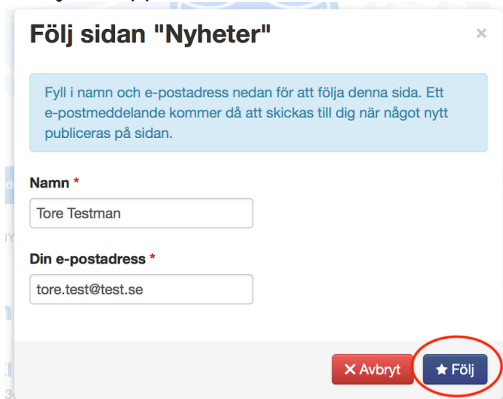 Följ sidan "Nyheter"
×
Fyll i namn och e-postadress nedan för att följa denna sida. Ett
e-postmeddelande kommer då att skickas till dig när något nytt
publiceras på sidan.
Namn *
Tore Testman
Din e-postadress *
tore.test@test.se
× Avbryt
★ Följ